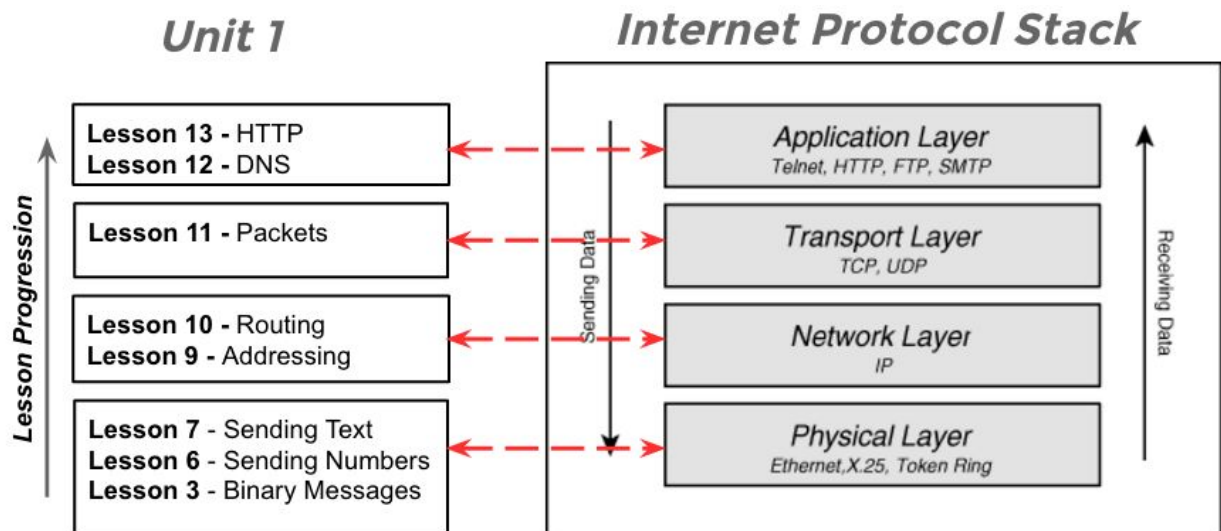 Unit 1
Internet Protocol Stack
Lesson Progression
Lesson 13 - HTTP
Lesson 12 - DNS
Lesson 11 - Packets
Lesson 10 - Routing
Lesson 9 - Addressing
Lesson 7 - Sending Text
Lesson 6 - Sending Numbers
Lesson 3 - Binary Messages
Sending Data
Application Layer
Telnet, HTTP, FTP, SMTP
Transport Layer
TCP, UDP
Network Layer
IP
Physical Layer
Ethernet,X.25, Token Ring
Receiving Data